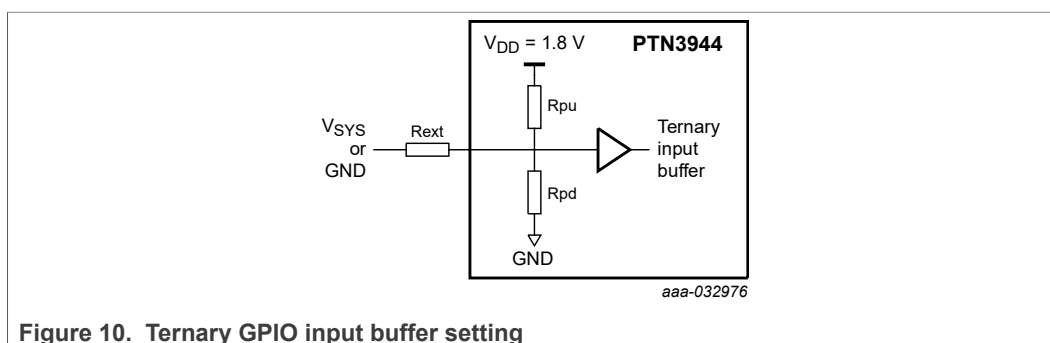 V_DD = 1.8 V
PTN3944
Rpu
V_SYS
or
GND
Rext
Ternary
input
buffer
Rpd
GND
aaa-032976
Figure 10. Ternary GPIO input buffer setting